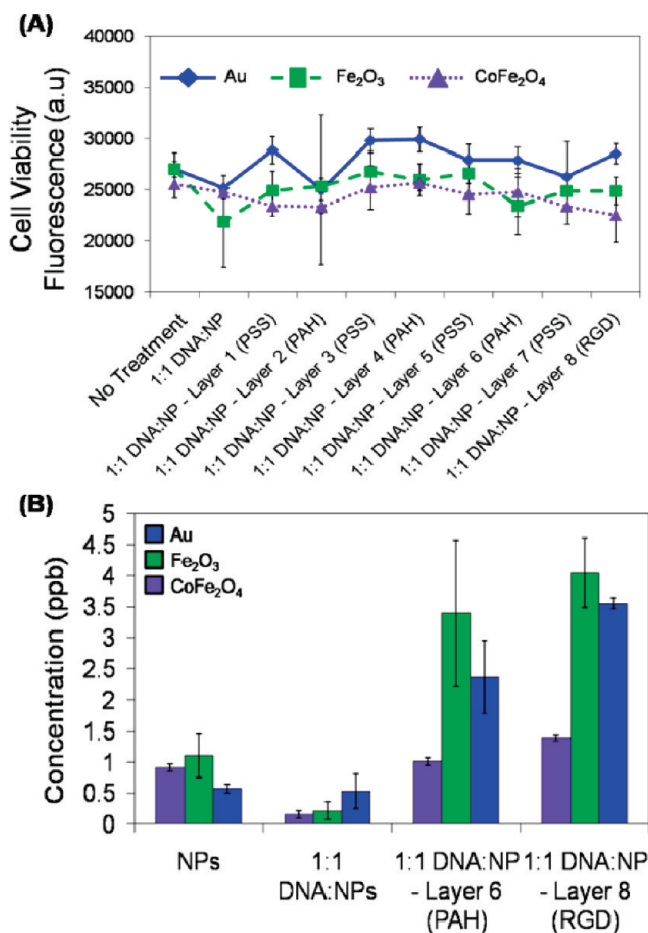 (A)
40000
35000
30000
25000
20000
15000
Cell Viability
Fluorescence (a.u)
Au
Fe₂O₃
CoFe₂O₄
No Treatment
1:1 DNA:NP
1:1 DNA:NP - Layer 1 (PSS)
1:1 DNA:NP - Layer 2 (PAH)
1:1 DNA:NP - Layer 3 (PSS)
1:1 DNA:NP - Layer 4 (PAH)
1:1 DNA:NP - Layer 5 (PSS)
1:1 DNA:NP - Layer 6 (PAH)
1:1 DNA:NP - Layer 7 (PSS)
1:1 DNA:NP - Layer 8 (RGD)
(B)
5
4.5
4
3.5
3
2.5
2
1.5
1
0.5
0
Concentration (ppb)
Au
Fe₂O₃
CoFe₂O₄
NPs
1:1
DNA:NPs
1:1 DNA:NP
- Layer 6
(PAH)
1:1 DNA:NP
- Layer 8
(RGD)